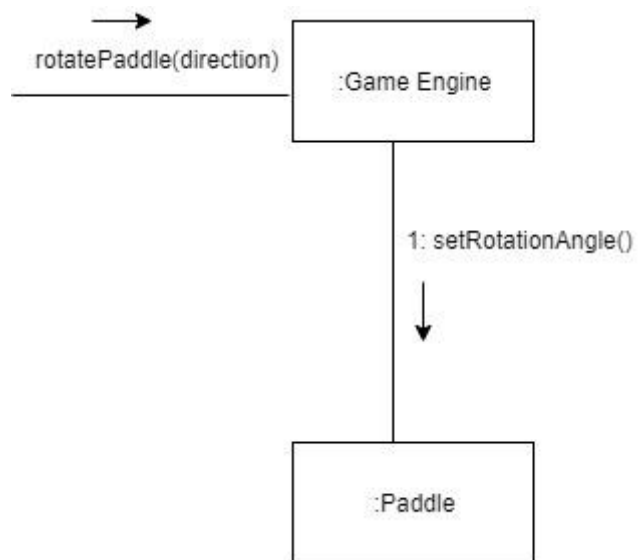 rotatePaddle(direction)
:Game Engine
1: setRotationAngle()
:Paddle